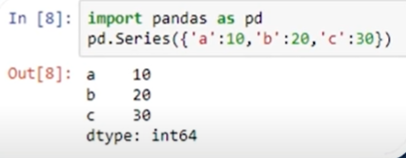 In [8]: import pandas as pd
pd.Series({'a':10,'b':20,'c':30})
Out[8]: a 10
b 20
c 30
dtype: int64